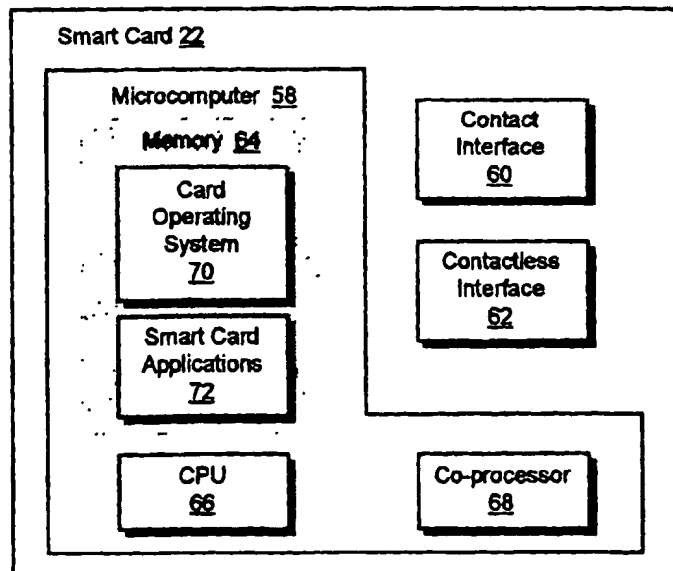 Smart Card 22
Microcomputer 58
Memory 64
Card
Operating
System
70
Smart Card
Applications
72
CPU
66
Contact
Interface
60
Contactless
Interface
62
Co-processor
68